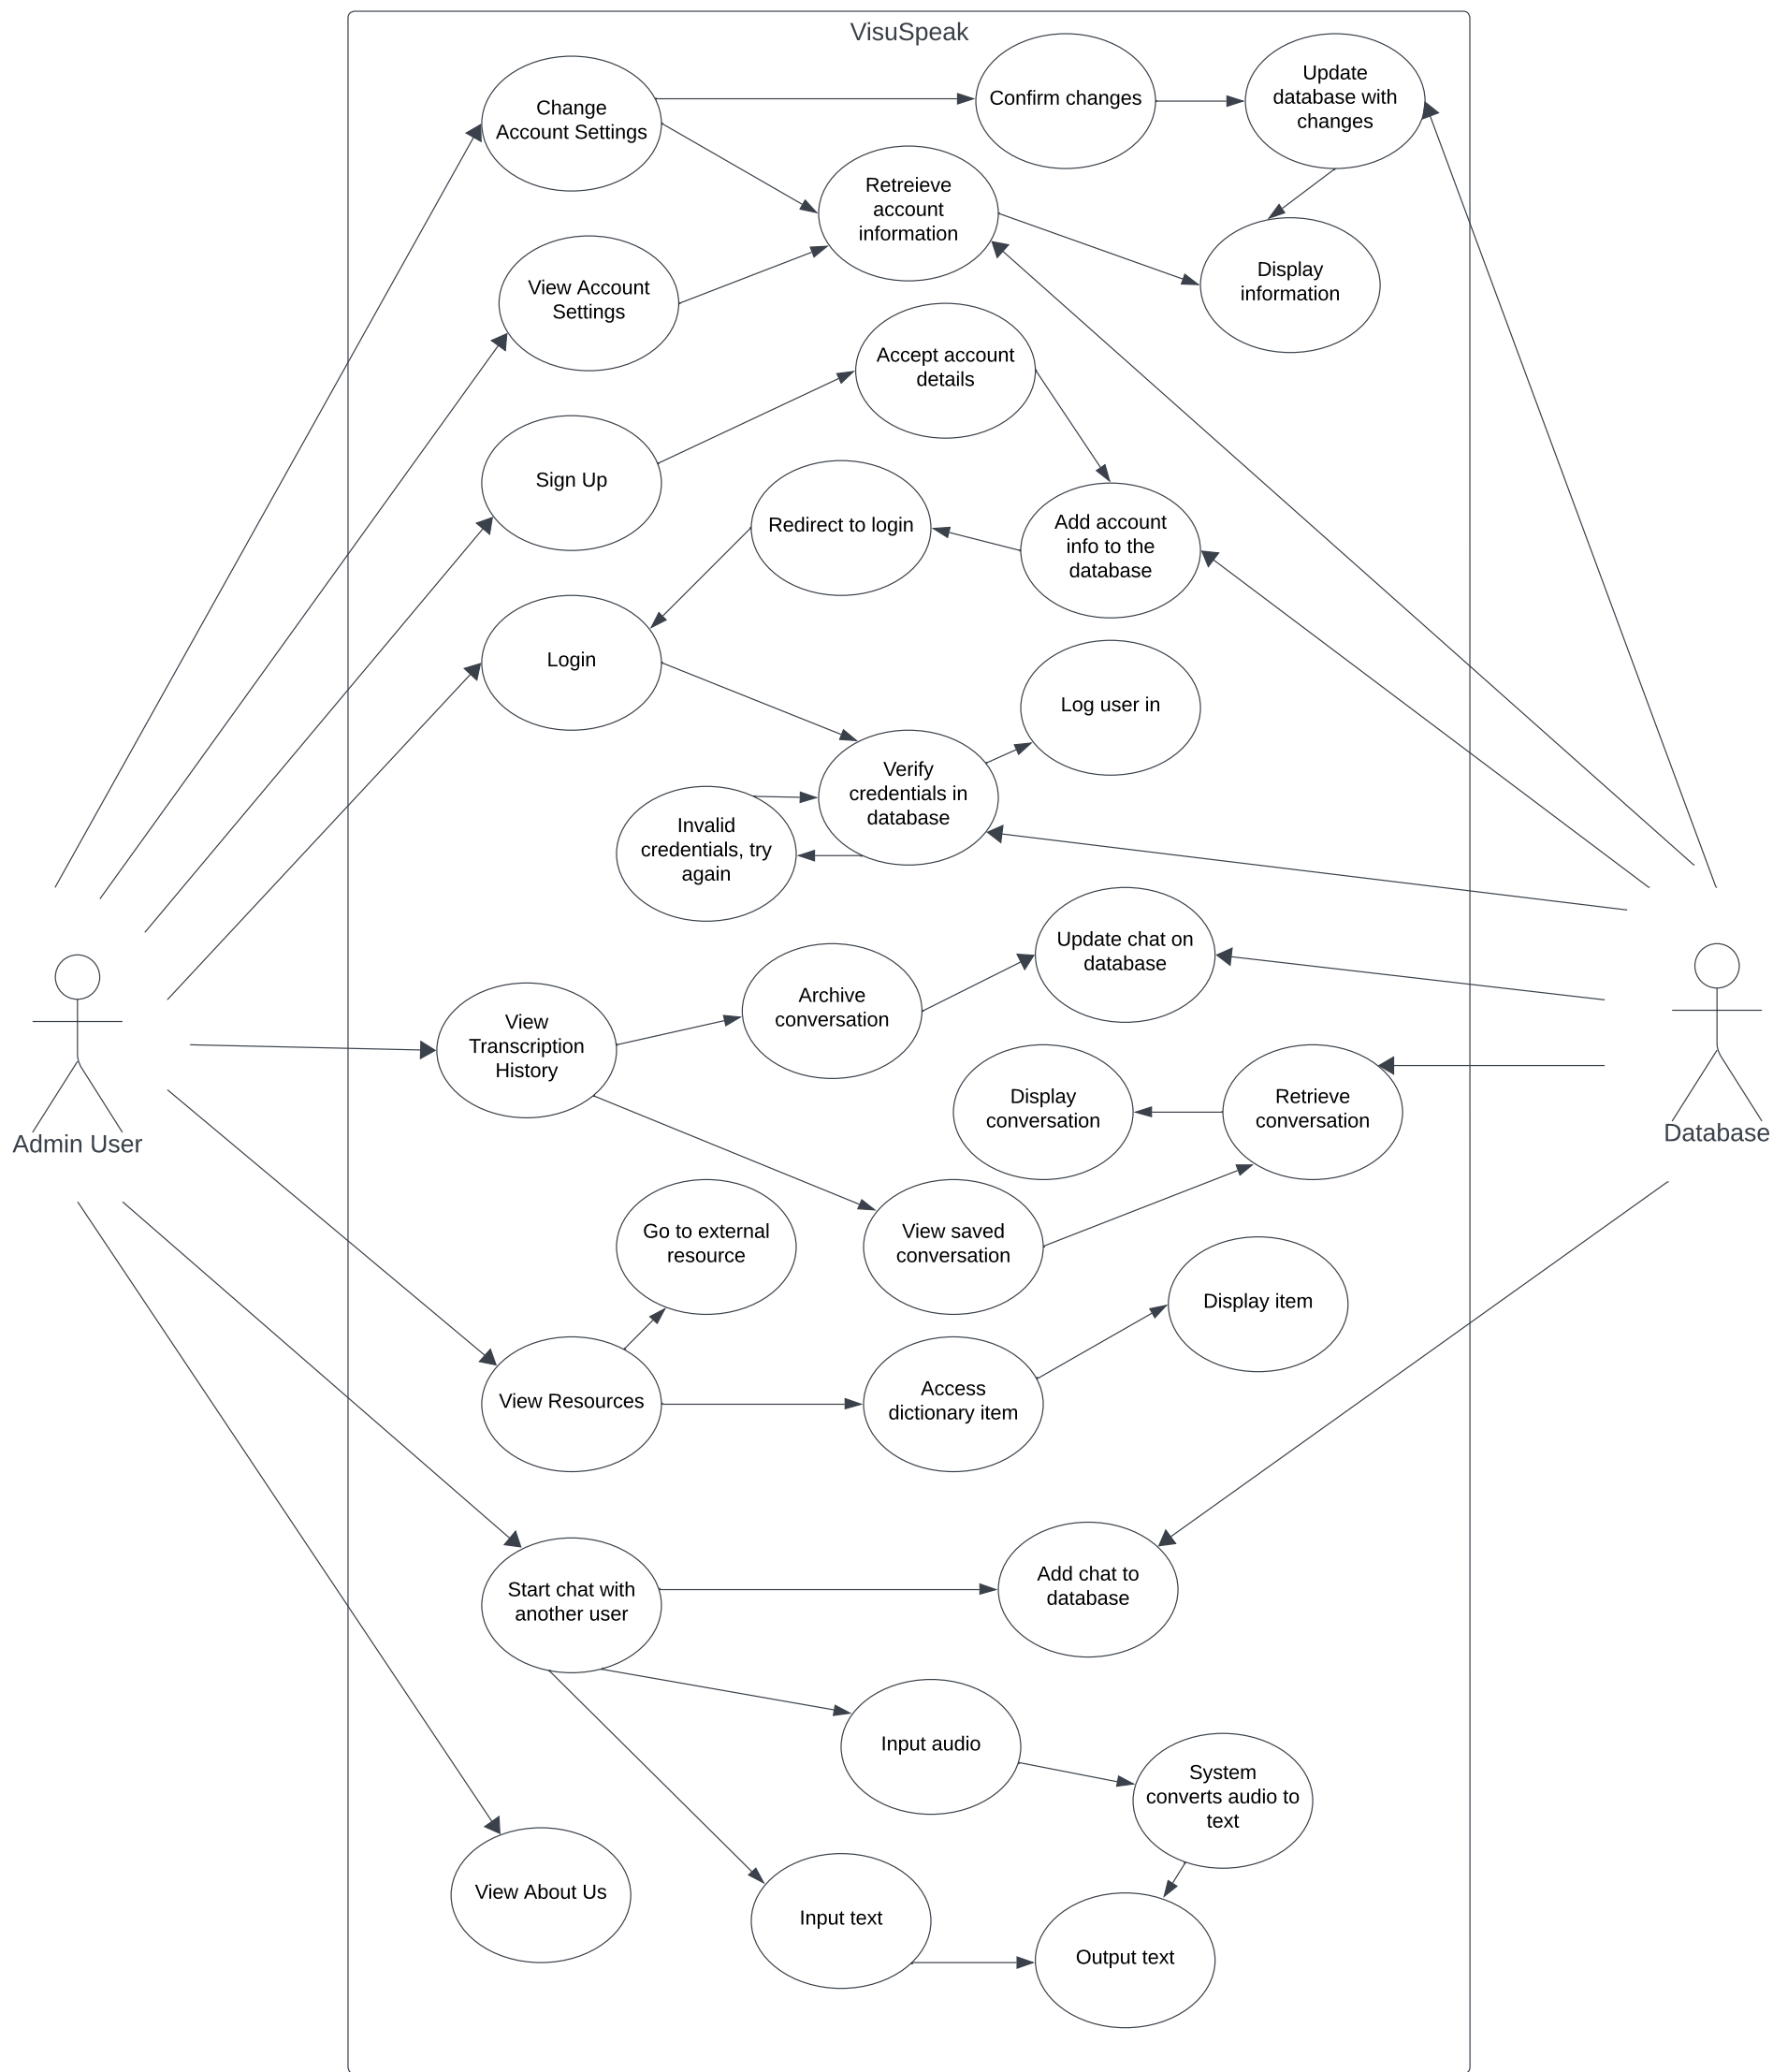 VisuSpeak
Change
Account Settings
Confirm changes
Update
database with
changes
Retreieve
account
information
View Account
Settings
Display
information
Accept account
details
Sign Up
Redirect to login
Add account
info to the
database
Login
Log user in
Verify
credentials in
database
Invalid
credentials, try
again
Update chat on
database
Archive
conversation
View
Transcription
History
Display
conversation
Retrieve
conversation
Admin User
Database
Go to external
resource
View saved
conversation
Display item
View Resources
Access
dictionary item
Start chat with
another user
Add chat to
database
Input audio
System
converts audio to
text
View About Us
Input text
Output text